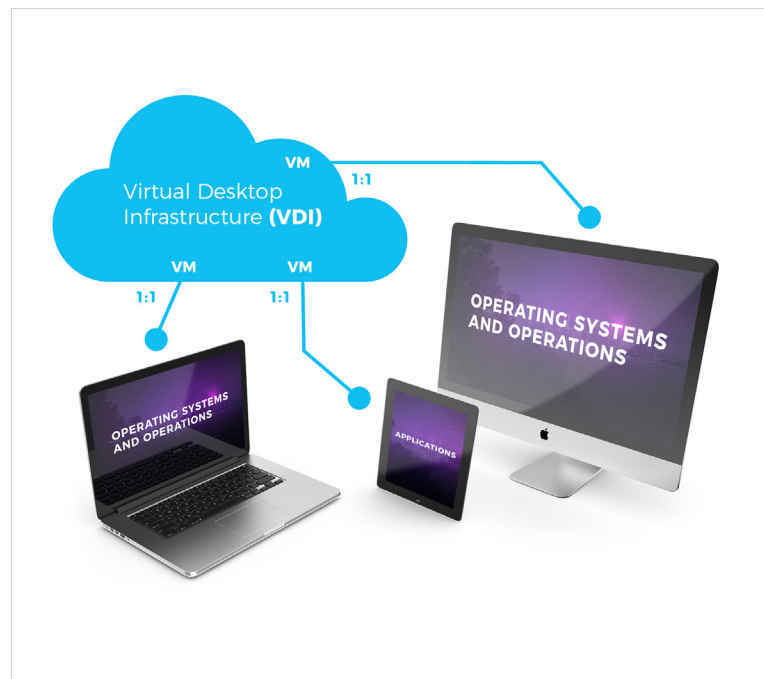 VM
1:1
Virtual Desktop
Infrastructure (VDI)
VM
VM
1:1
1:1
OPERATING SYSTEMS
AND OPERATIONS
OPERATING SYSTEMS
AND OPERATIONS
APPLICATIONS